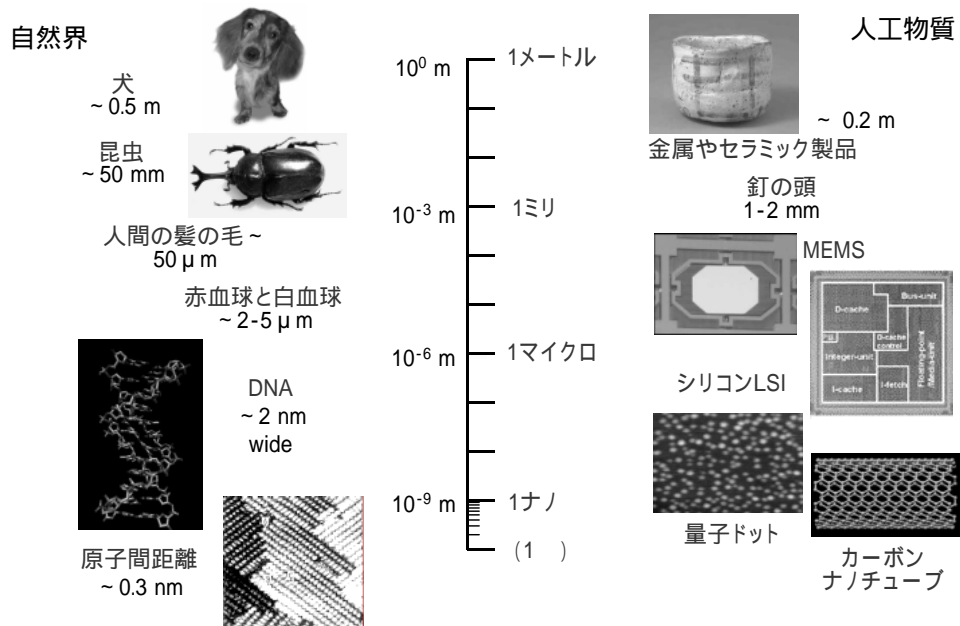 自然界
人工物質
犬
~ 0.5 m
昆虫
~ 50 mm
人間の髪の毛 ~
50 μ m
赤血球と白血球
~ 2-5 μ m
DNA
~ 2 nm
wide
原子間距離
~ 0.3 nm
10⁰ m
1メートル
10⁻³ m
1ミリ
10⁻⁶ m
1マイクロ
10⁻⁹ m
1ナノ
(1 )
~ 0.2 m
金属やセラミック製品
釘の頭
1-2 mm
MEMS
Bus-unit
D-cache
D-cache
control
Integer-unit
Floating-point
/Media-unit
I-cache
I-fetch
シリコンLSI
量子ドット
カーボン
ナノチューブ